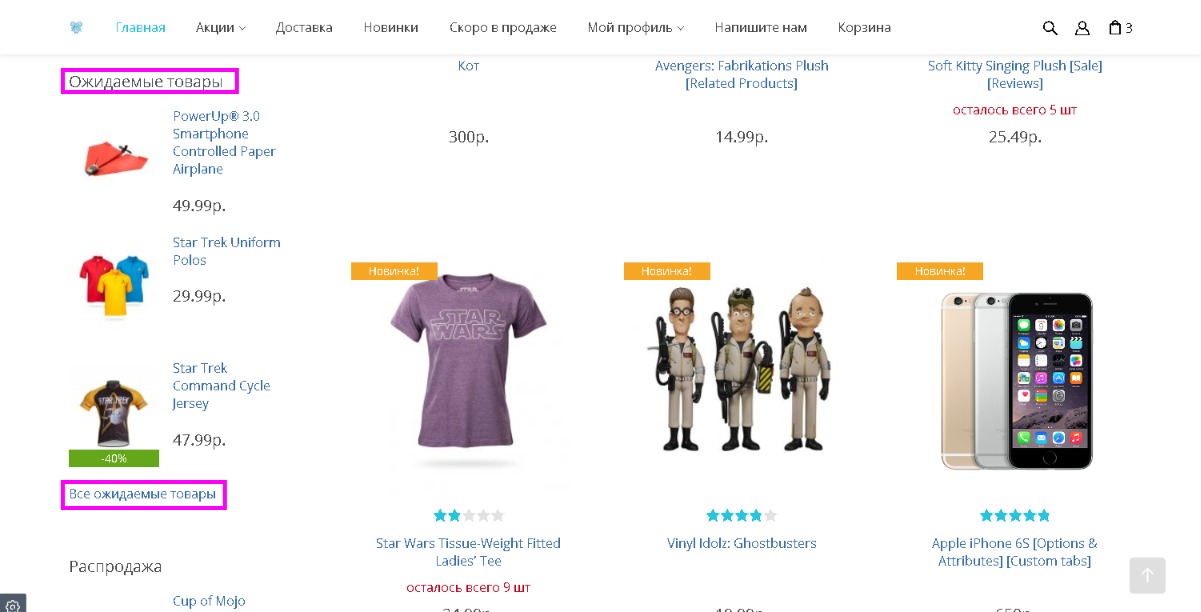 Главная
Акции
Доставка
Новинки
Скоро в продаже
Мой профиль
Напишите нам
Корзина
3
Ожидаемые товары
PowerUp® 3.0
Smartphone
Controlled Paper
Airplane
49.99р.
Star Trek Uniform
Polos
29.99р.
Star Trek
Command Cycle
Jersey
47.99р.
-40%
Все ожидаемые товары
Распродажа
Cup of Mojo
Кот
300р.
Avengers: Fabrikations Plush
[Related Products]
14.99р.
Soft Kitty Singing Plush [Sale]
[Reviews]
осталось всего 5 шт
25.49р.
Новинка!
STAR WARS
Star Wars Tissue-Weight Fitted
Ladies’ Tee
осталось всего 9 шт
Новинка!
Vinyl Idolz: Ghostbusters
Новинка!
Apple iPhone 6S [Options &
Attributes] [Custom tabs]